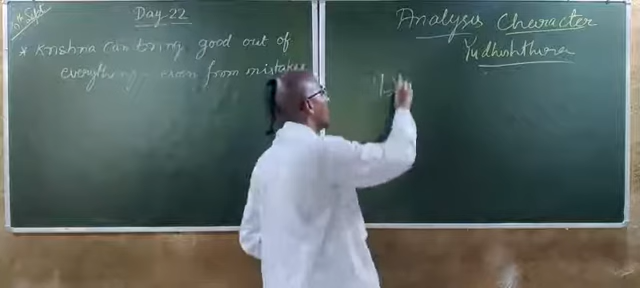 Day 22
* Krishna can bring good out of
everything, even from mistakes
Analysis Character
Yudhishthira